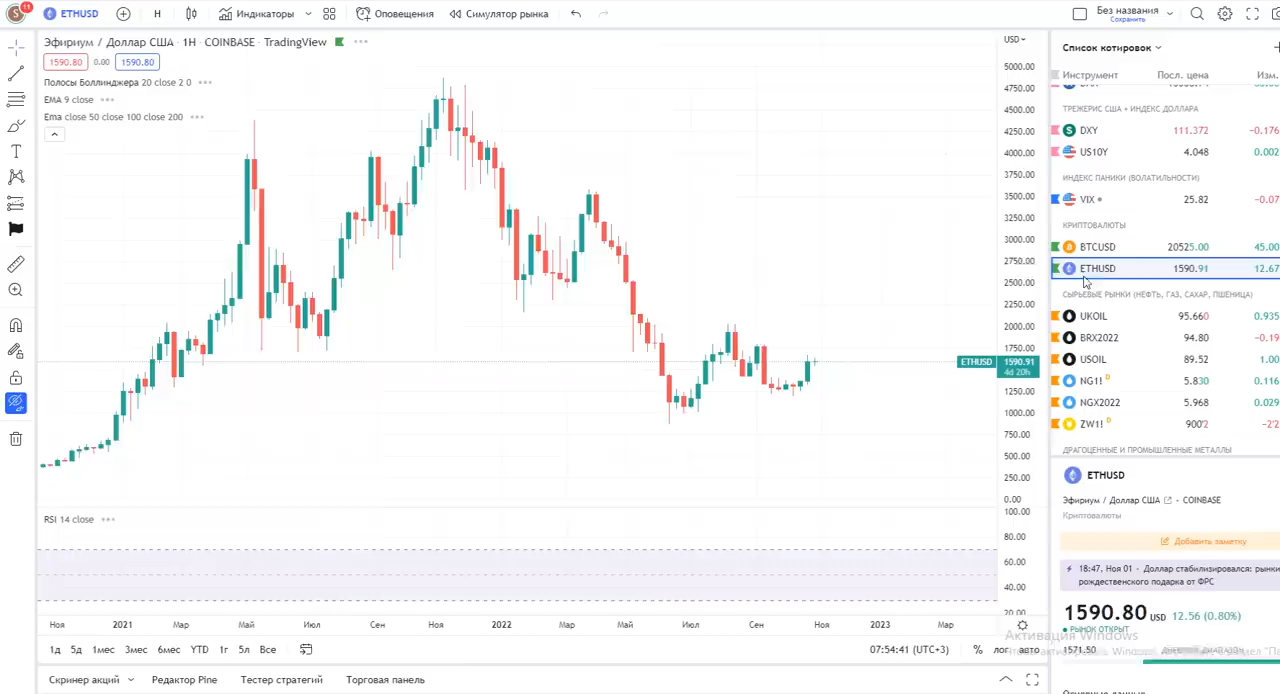 11
ETHUSD
Н
Индикаторы
Оповещения
Симулятор рынка
Без названия
Сохранить
Эфириум / Доллар США · 1Н · COINBASE · TradingView
1590.80 0.00 1590.80
Полосы Боллинджера 20 close 2 0
EMA 9 close
Ema close 50 close 100 close 200
USD
5000.00
4750.00
4500.00
4250.00
4000.00
3750.00
3500.00
3250.00
3000.00
2750.00
2500.00
2250.00
2000.00
1750.00
ETHUSD 1590.91
4d 20h
1250.00
1000.00
750.00
500.00
250.00
0.00
RSI 14 close
100.00
80.00
60.00
40.00
20.00
Ноя 2021 Мар Май Июл Сен Ноя 2022 Мар Май Июл Сен Ноя 2023 Мар
1д 5д 1мес 3мес 6мес YTD 1г 5л Все
07:54:41 (UTC+3) % лог авто
Скринер акций Редактор Pine Тестер стратегий Торговая панель
Список котировок
Инструмент Посл. цена Изм.
ТРЕЖЕРИС США + ИНДЕКС ДОЛЛАРА
DXY 111.372 −0.176
US10Y 4.048 0.002
ИНДЕКС ПАНИКИ (ВОЛАТИЛЬНОСТИ)
VIX 25.82 −0.07
КРИПТОВАЛЮТЫ
BTCUSD 20525.00 45.00
ETHUSD 1590.91 12.67
СЫРЬЕВЫЕ РЫНКИ (НЕФТЬ, ГАЗ, САХАР, ПШЕНИЦА)
UKOIL 95.660 0.935
BRX2022 94.80 −0.19
USOIL 89.52 1.00
NG1! D 5.830 0.116
NGX2022 5.968 0.029
ZW1! D 900'2 −2'2
ДРАГОЦЕННЫЕ И ПРОМЫШЛЕННЫЕ МЕТАЛЛЫ
ETHUSD
Эфириум / Доллар США · COINBASE
Криптовалюты
Добавить заметку
18:47, Ноя 01 · Доллар стабилизировался: рынки
рождественского подарка от ФРС
1590.80 USD 12.56 (0.80%)
РЫНОК ОТКРЫТ
Активация Windows
1571.50